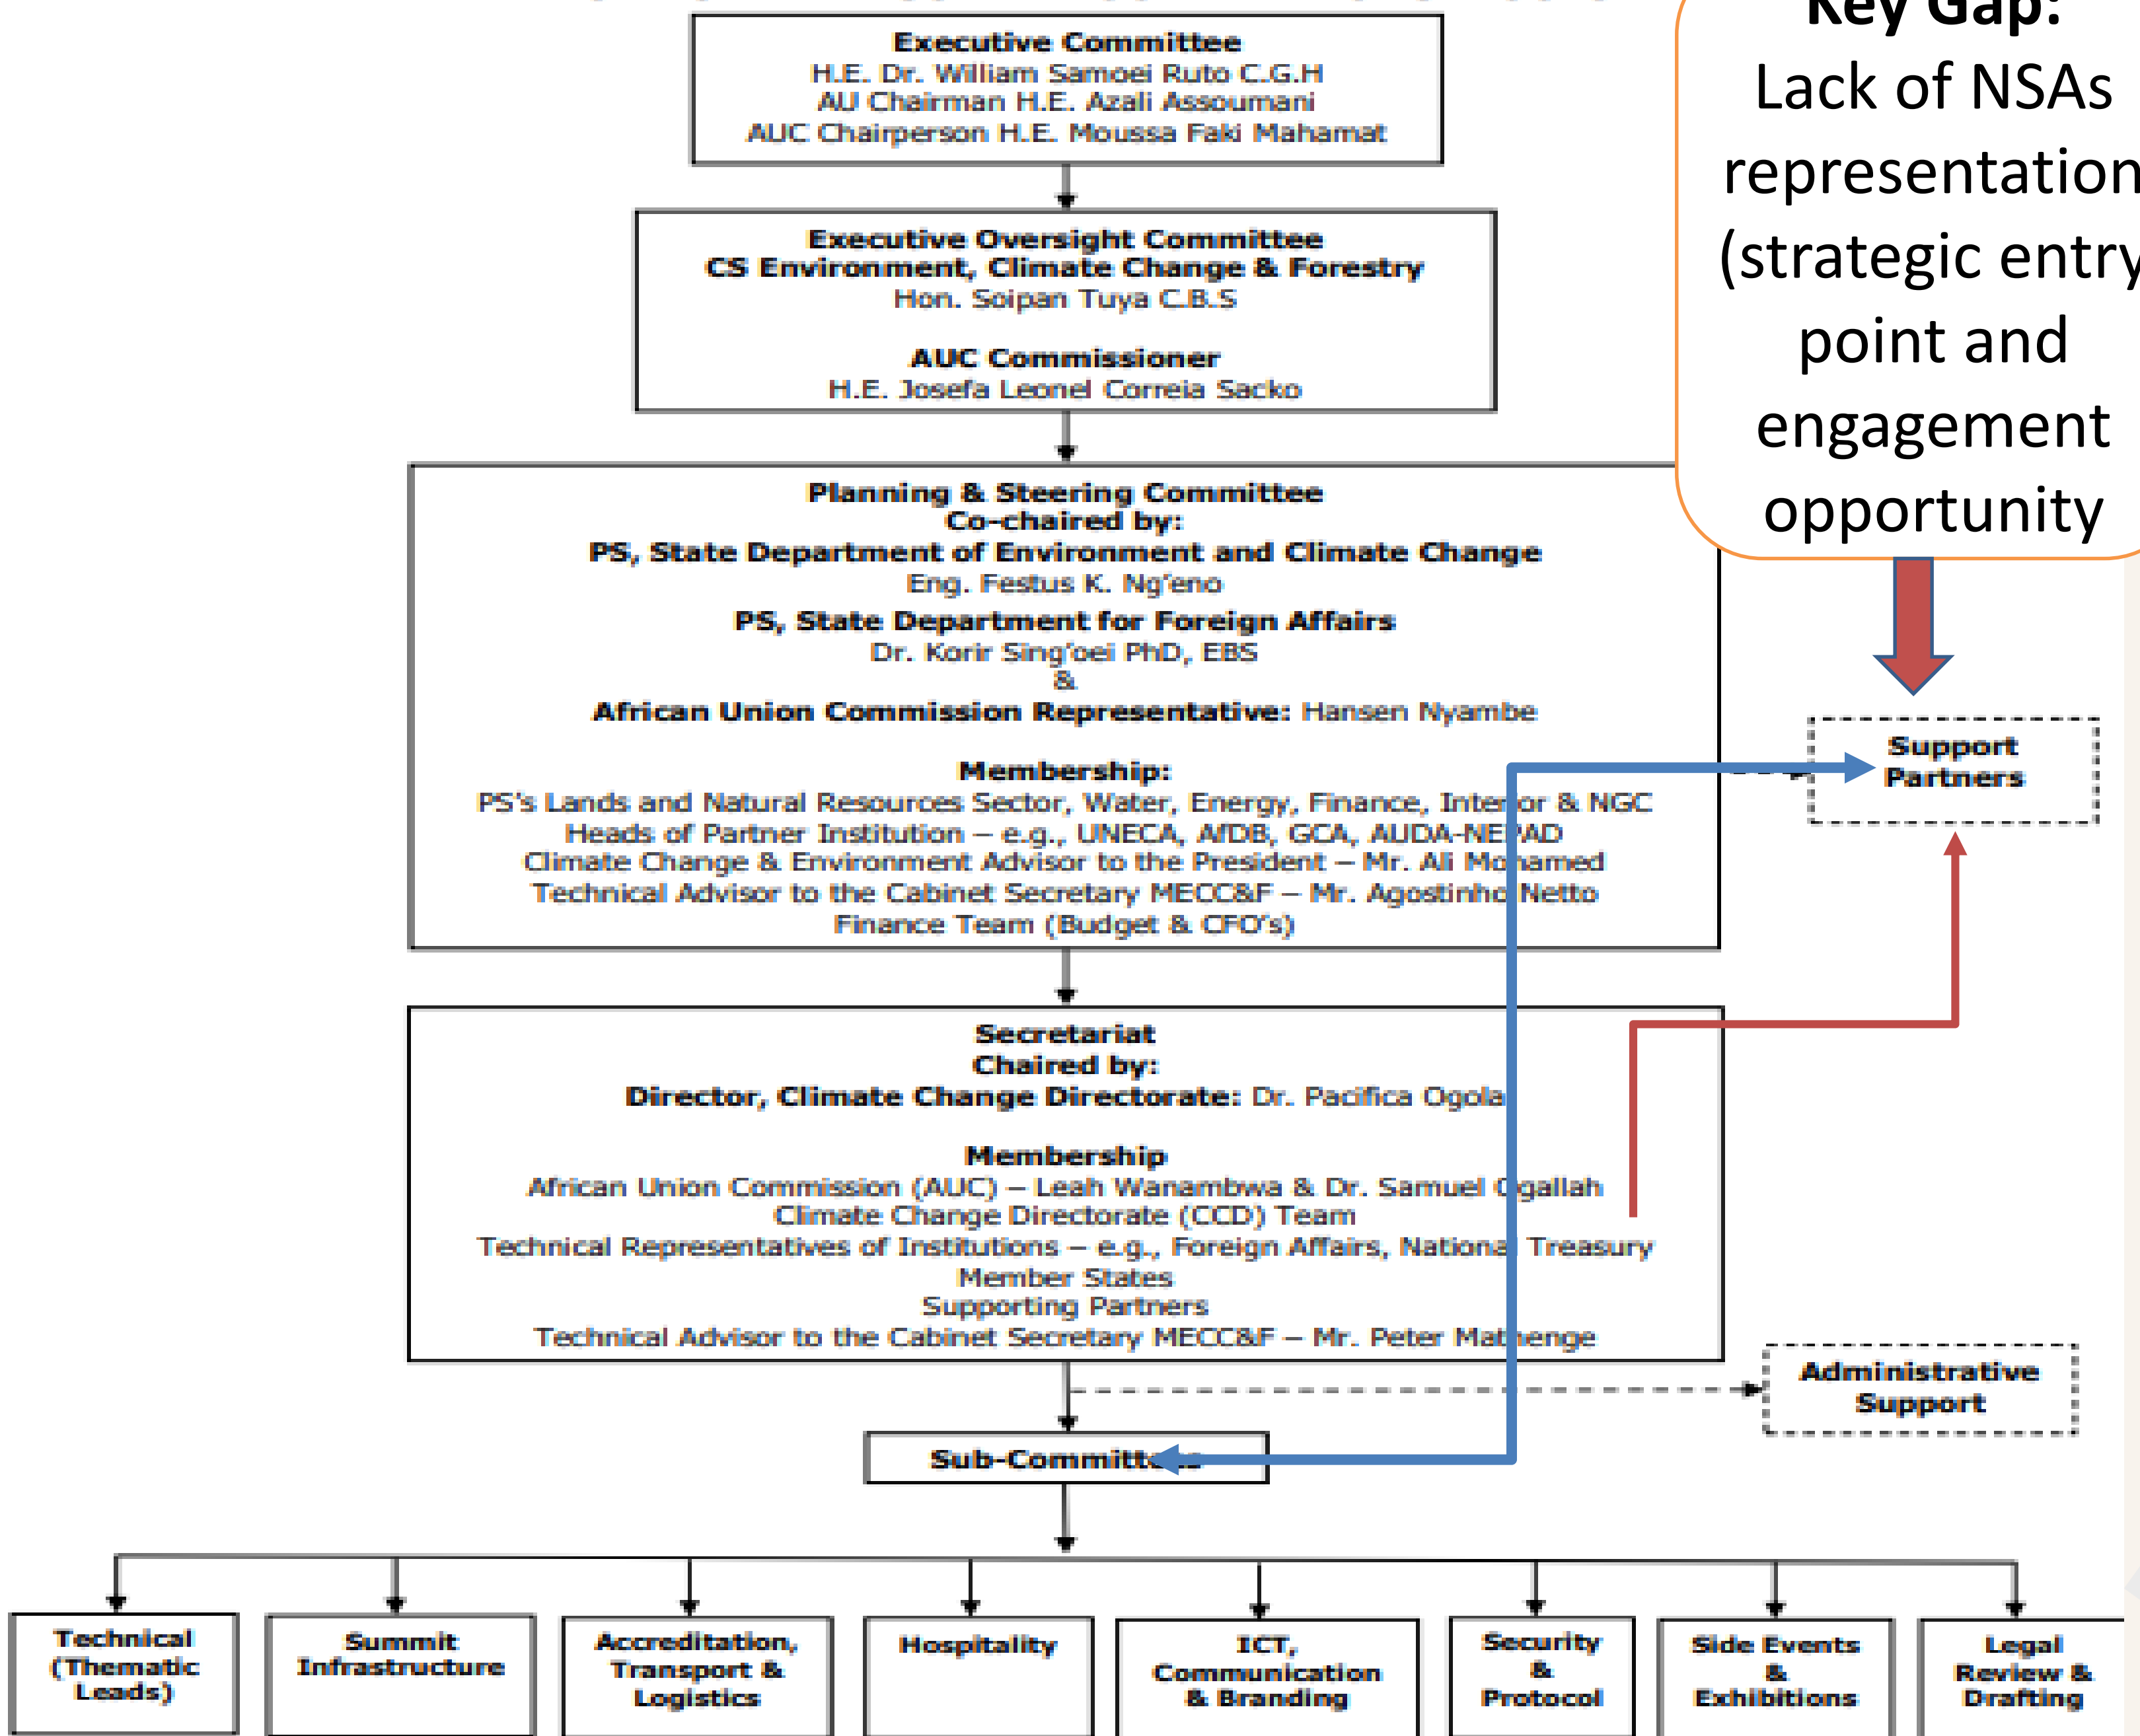 Executive Committee
H.E. Dr. William Samoei Ruto C.G.H
AU Chairman H.E. Azali Assoumani
AUC Chairperson H.E. Moussa Faki Mahamat
Key Gap:
Lack of NSAs
representation
(strategic entry
point and
engagement
opportunity
Executive Oversight Committee
CS Environment, Climate Change & Forestry
Hon. Soipan Tuya C.B.S
AUC Commissioner
H.E. Josefa Leonel Correia Sacko
Planning & Steering Committee
Co-chaired by:
PS, State Department of Environment and Climate Change
Eng. Festus K. Ng'eno
PS, State Department for Foreign Affairs
Dr. Korir Sing'oei PhD, EBS
&
African Union Commission Representative: Hansen Nyambe
Membership:
PS's Lands and Natural Resources Sector, Water, Energy, Finance, Interior & NGC
Heads of Partner Institution – e.g., UNECA, AfDB, GCA, AUDA-NEPAD
Climate Change & Environment Advisor to the President – Mr. Ali Mohamed
Technical Advisor to the Cabinet Secretary MECC&F – Mr. Agostinho Netto
Finance Team (Budget & CFO's)
Support
Partners
Secretariat
Chaired by:
Director, Climate Change Directorate: Dr. Pacifica Ogola
Membership
African Union Commission (AUC) – Leah Wanambwa & Dr. Samuel Ogallah
Climate Change Directorate (CCD) Team
Technical Representatives of Institutions – e.g., Foreign Affairs, National Treasury
Member States
Supporting Partners
Technical Advisor to the Cabinet Secretary MECC&F – Mr. Peter Mathenge
Administrative
Support
Sub-Committees
Technical
(Thematic
Leads)
Summit
Infrastructure
Accreditation,
Transport &
Logistics
Hospitality
ICT,
Communication
& Branding
Security
&
Protocol
Side Events
&
Exhibitions
Legal
Review &
Drafting